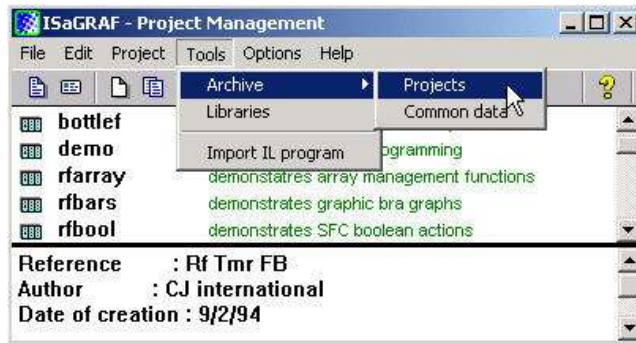 ISaGRAF - Project Management
File Edit Project Tools Options Help
Archive Projects
Libraries Common data
Import IL program
bottlef
demo ogramming
rfarray demonstatres array management functions
rfbars demonstrates graphic bra graphs
rfbool demonstrates SFC boolean actions
Reference : Rf Tmr FB
Author : CJ international
Date of creation : 9/2/94